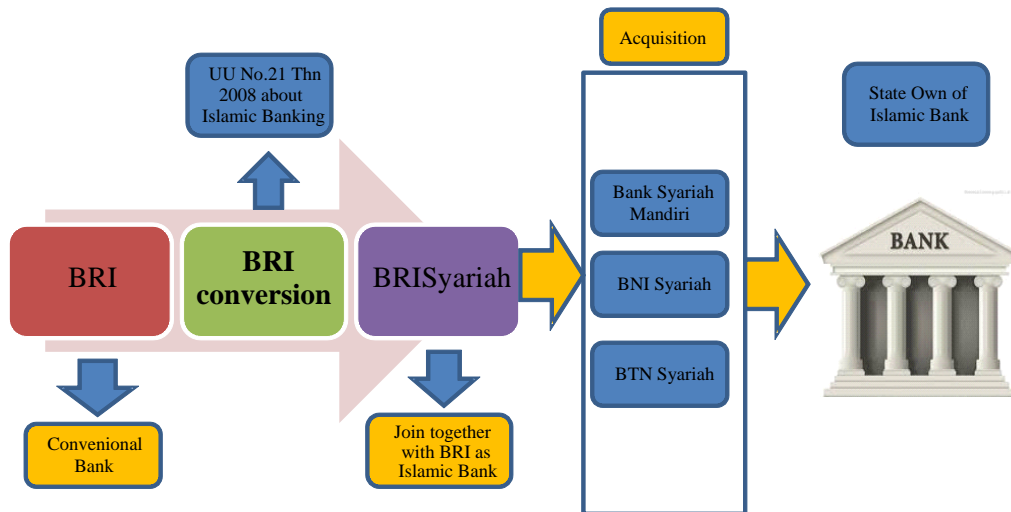 Acquisition
UU No.21 Thn
2008 about
Islamic Banking
State Own of
Islamic Bank
BRI
BRI
conversion
BRISyariah
Bank Syariah
Mandiri
BNI Syariah
BTN Syariah
BANK
Convenional
Bank
Join together
with BRI as
Islamic Bank